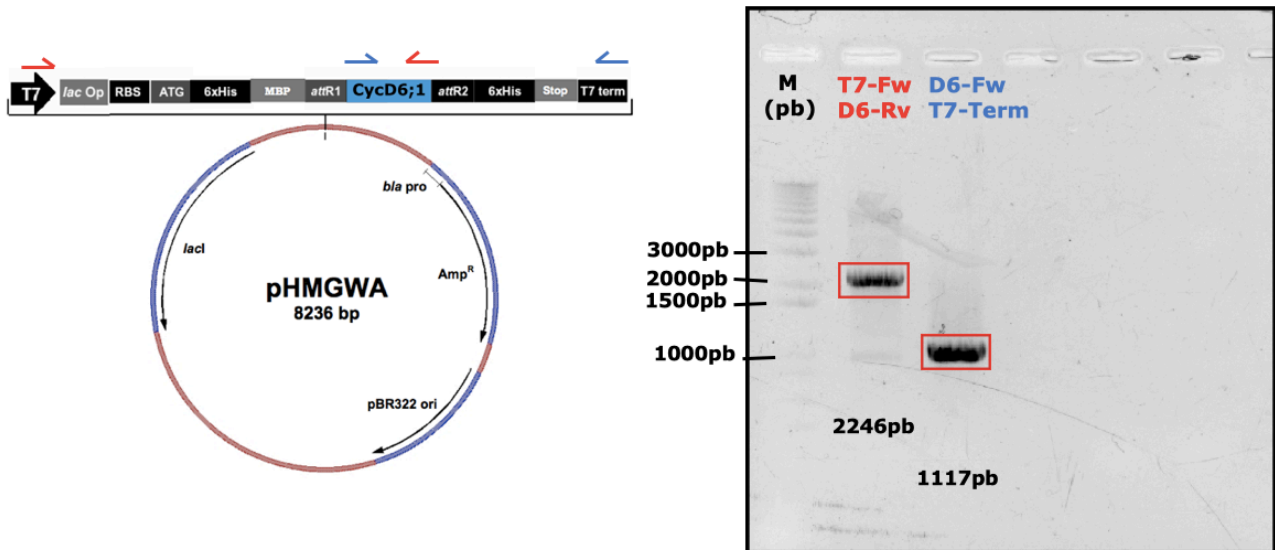 T7 lac Op RBS ATG 6xHis MBP attR1 CycD6;1 attR2 6xHis Stop T7 term
bla pro
lacI
AmpR
pHMGWA
8236 bp
pBR322 ori
M T7-Fw D6-Fw
(pb) D6-Rv T7-Term
3000pb
2000pb
1500pb
1000pb
2246pb
1117pb